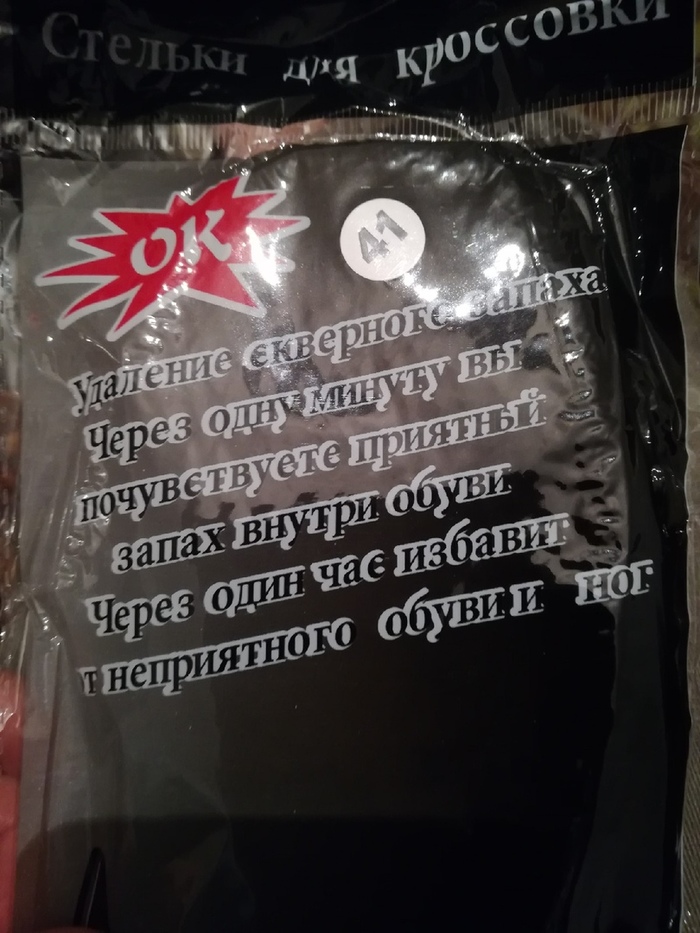 Стельки для кроссовки
OK
41
Удаление скверного запаха
Через одну минуту вы
почувствуете приятный
запах внутри обуви
Через один час избавит
от неприятного обуви и ног